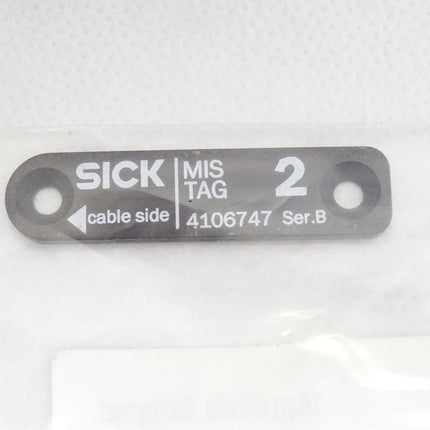 SICK
MIS
TAG
2
cable side
4106747 Ser.B